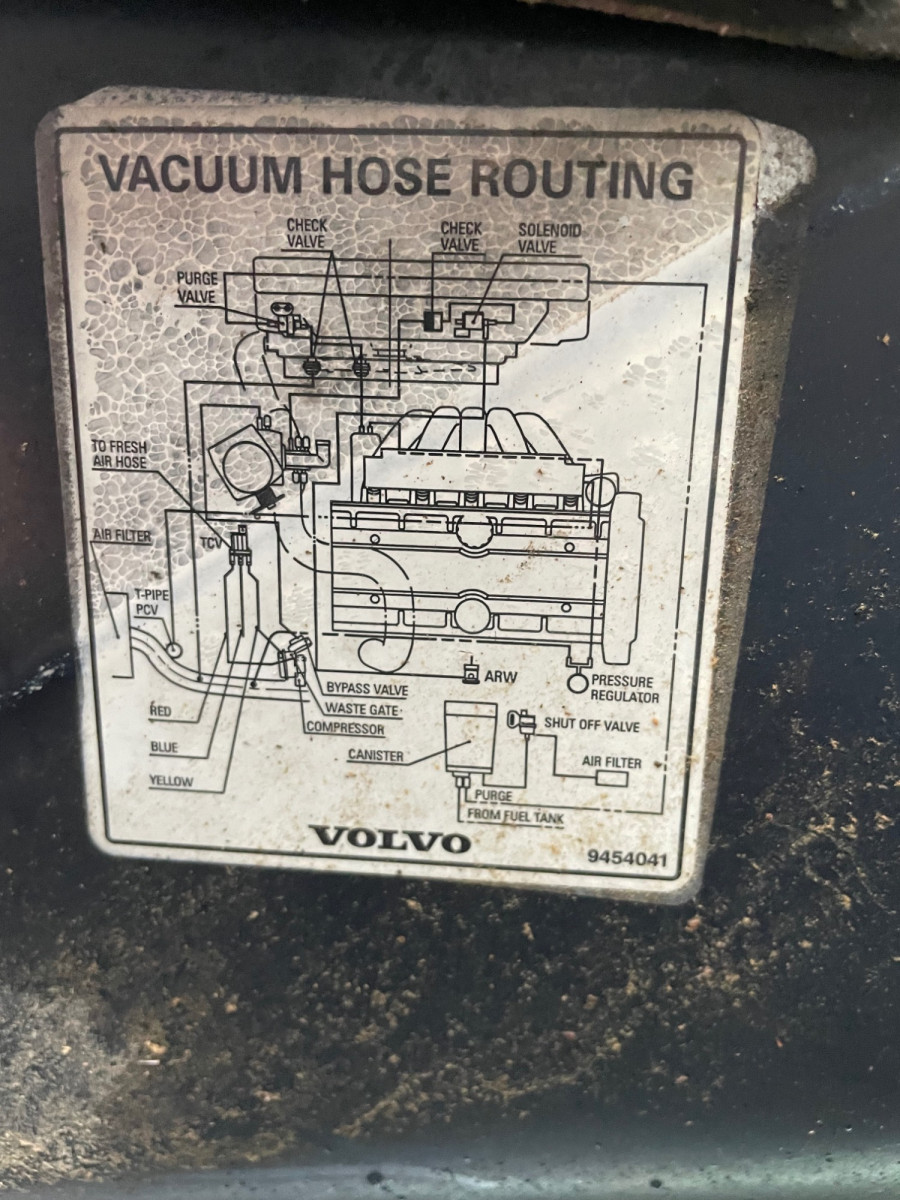 VACUUM HOSE ROUTING
CHECK
VALVE
CHECK
VALVE
SOLENOID
VALVE
PURGE
VALVE
TO FRESH
AIR HOSE
AIR FILTER
TCV
T-PIPE
PCV
ARW
PRESSURE
REGULATOR
BYPASS VALVE
WASTE GATE
COMPRESSOR
RED
BLUE
YELLOW
CANISTER
SHUT OFF VALVE
AIR FILTER
PURGE
FROM FUEL TANK
VOLVO
9454041